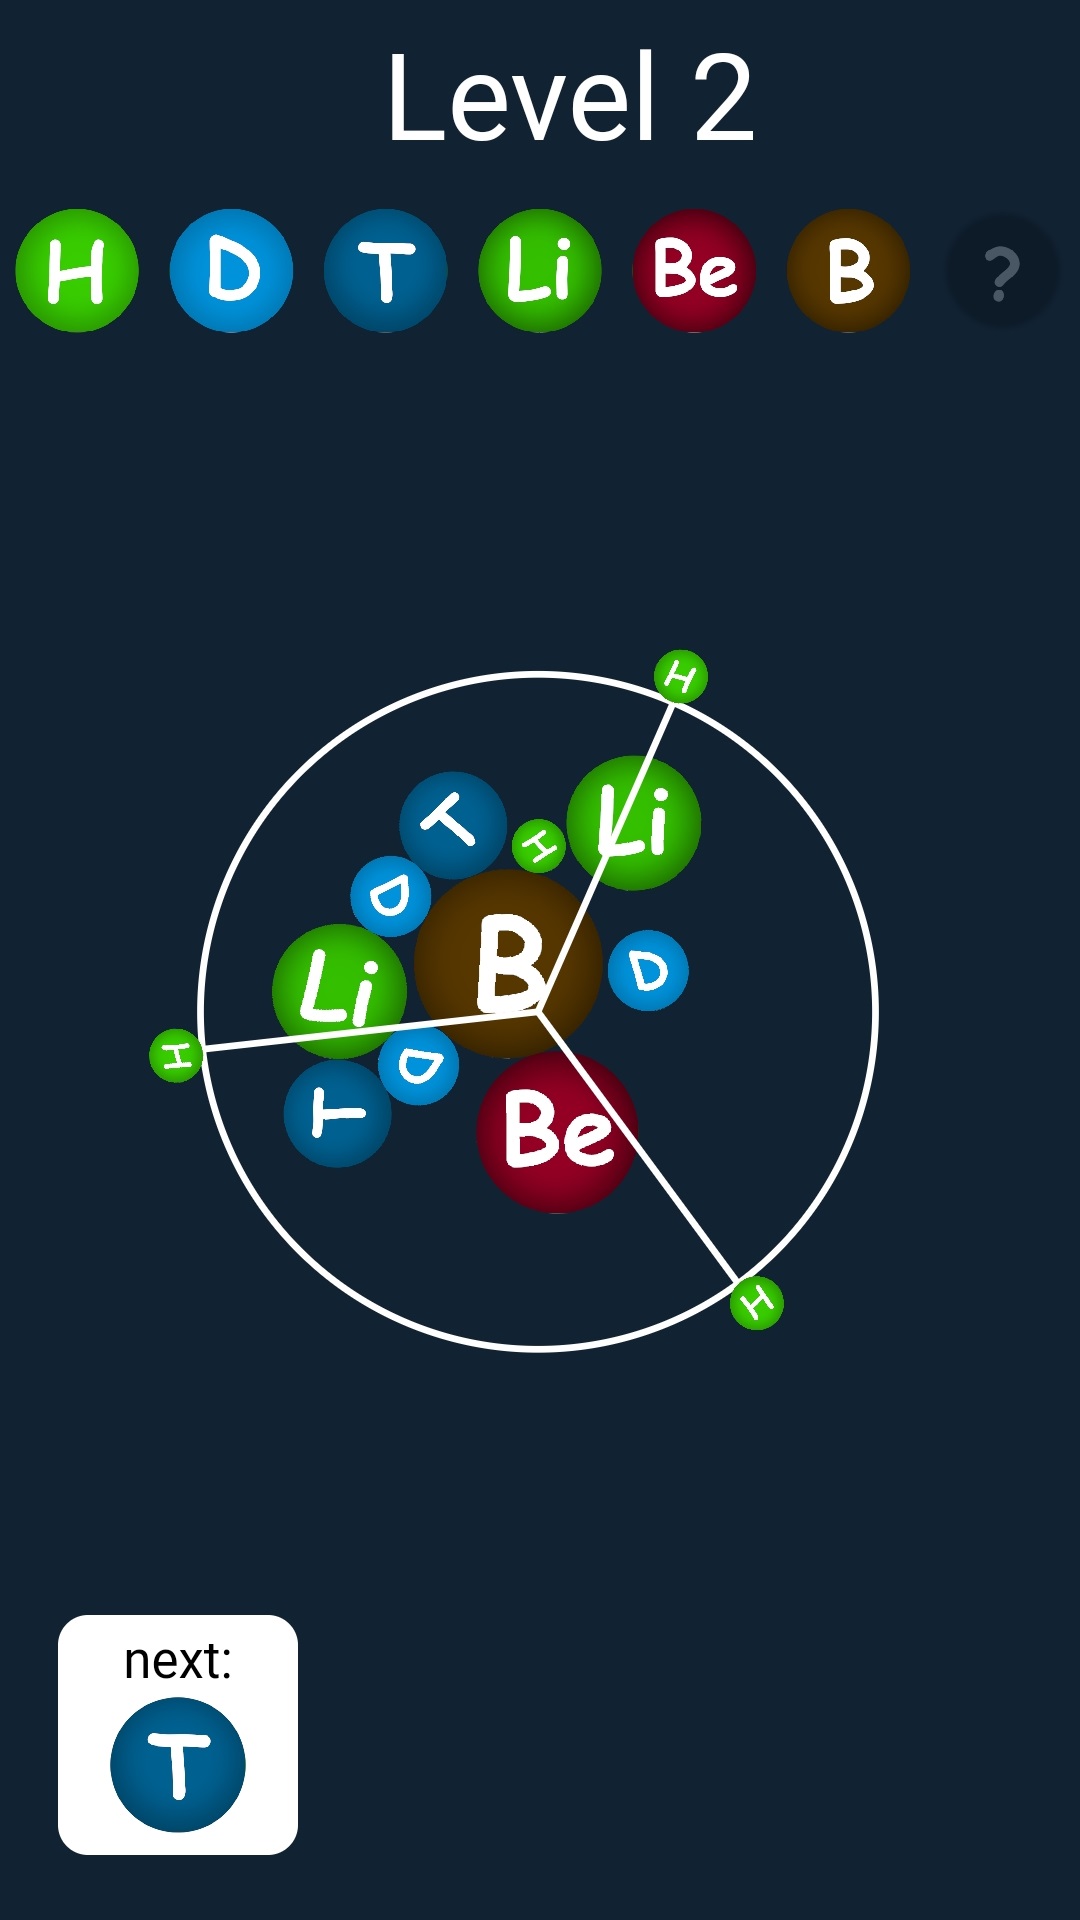 Level 2
H D T Li Be B ?
H
T H Li
D
B D
Li
H D
T Be
H
next:
T